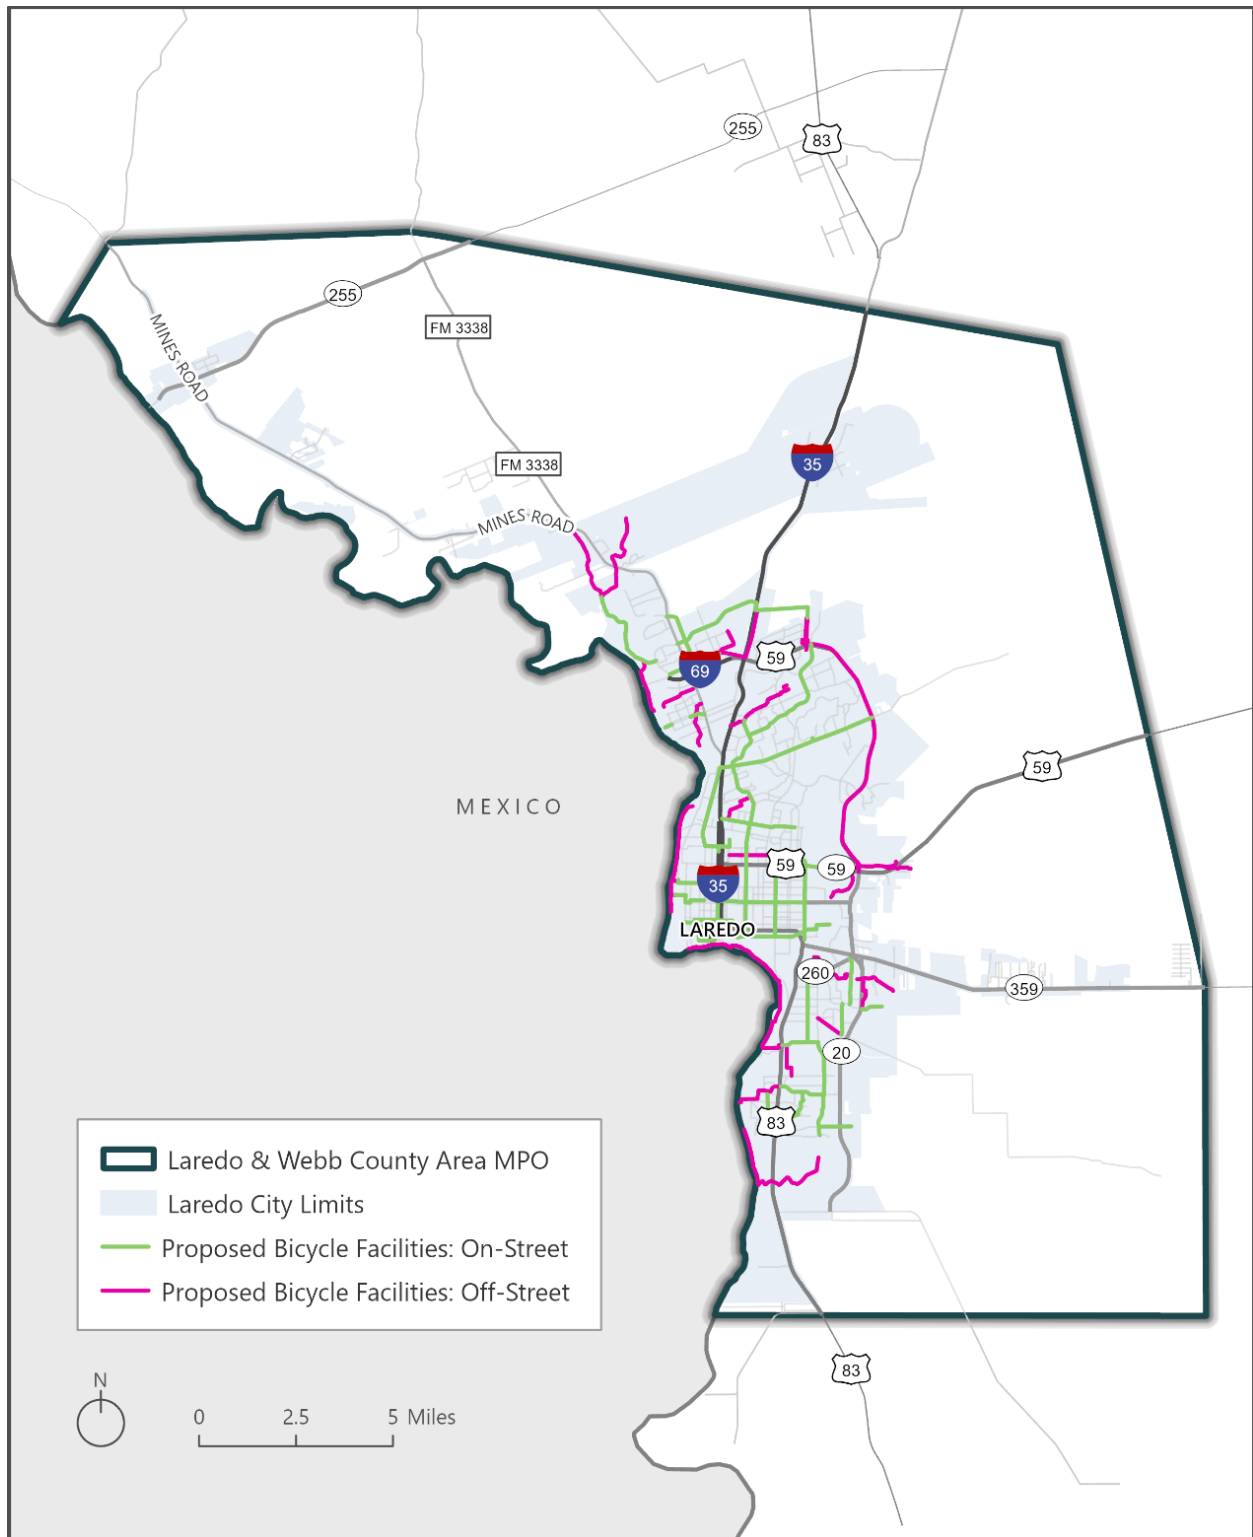 255
83
255
FM 3338
MINES ROAD
FM 3338
35
MINES ROAD
59
69
59
MEXICO
59
59
35
LAREDO
260
359
20
83
Laredo & Webb County Area MPO
Laredo City Limits
Proposed Bicycle Facilities: On-Street
Proposed Bicycle Facilities: Off-Street
83
N
0 2.5 5 Miles